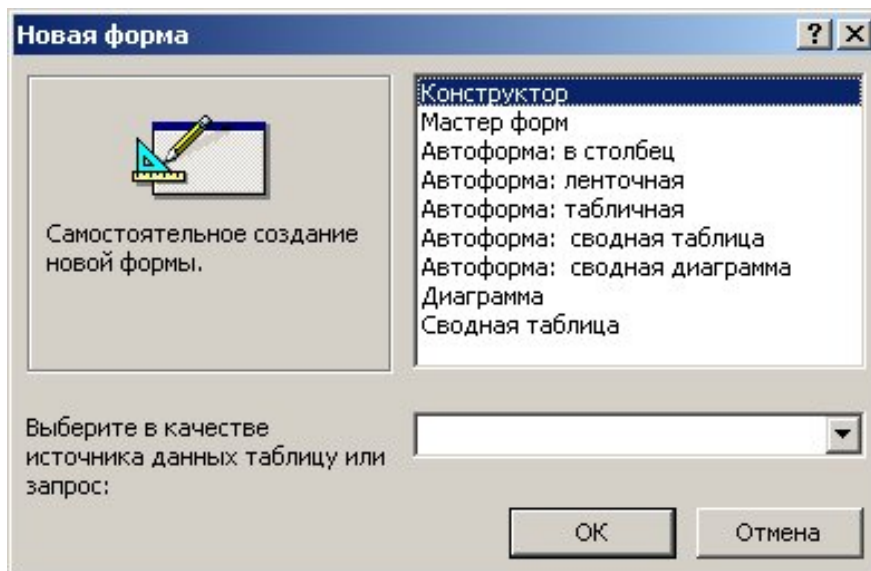 Новая форма
Самостоятельное создание
новой формы.
Конструктор
Мастер форм
Автоформа: в столбец
Автоформа: ленточная
Автоформа: табличная
Автоформа: сводная таблица
Автоформа: сводная диаграмма
Диаграмма
Сводная таблица
Выберите в качестве
источника данных таблицу или
запрос:
ОК
Отмена